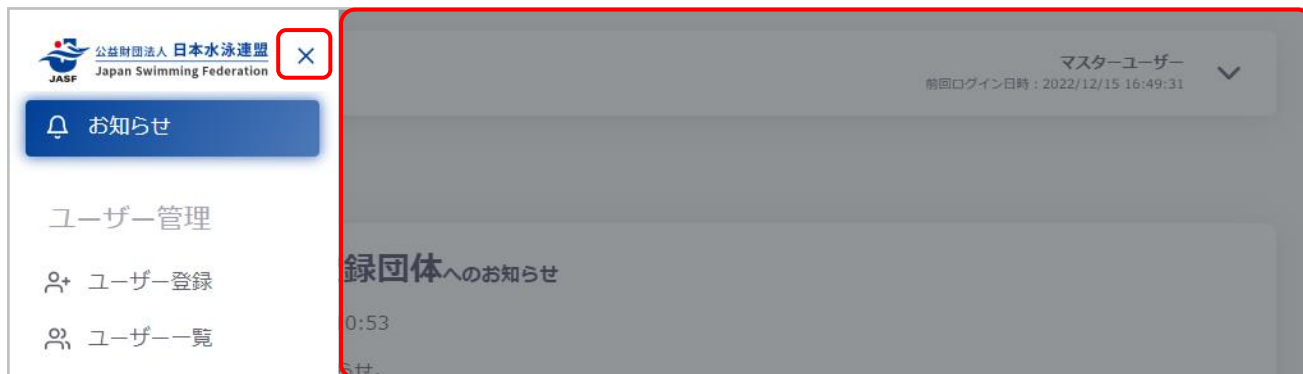 公益財団法人 日本水泳連盟
Japan Swimming Federation
JASF
マスターユーザー
前回ログイン日時:2022/12/15 16:49:31
お知らせ
ユーザー管理
録団体へのお知らせ
ユーザー登録
0:53
ユーザー一覧
らせ。